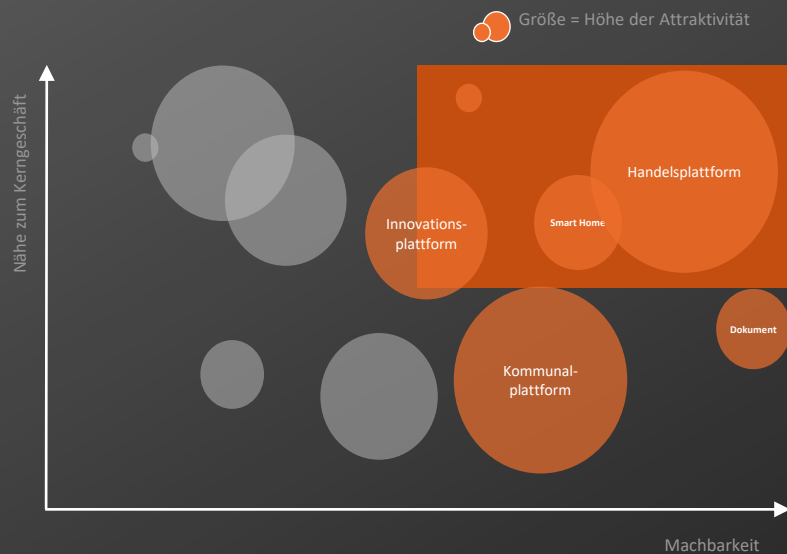 Größe = Höhe der Attraktivität
Nähe zum Kerngeschäft
Handelsplattform
Innovations-
plattform
Smart Home
Dokument
Kommunal-
plattform
Machbarkeit